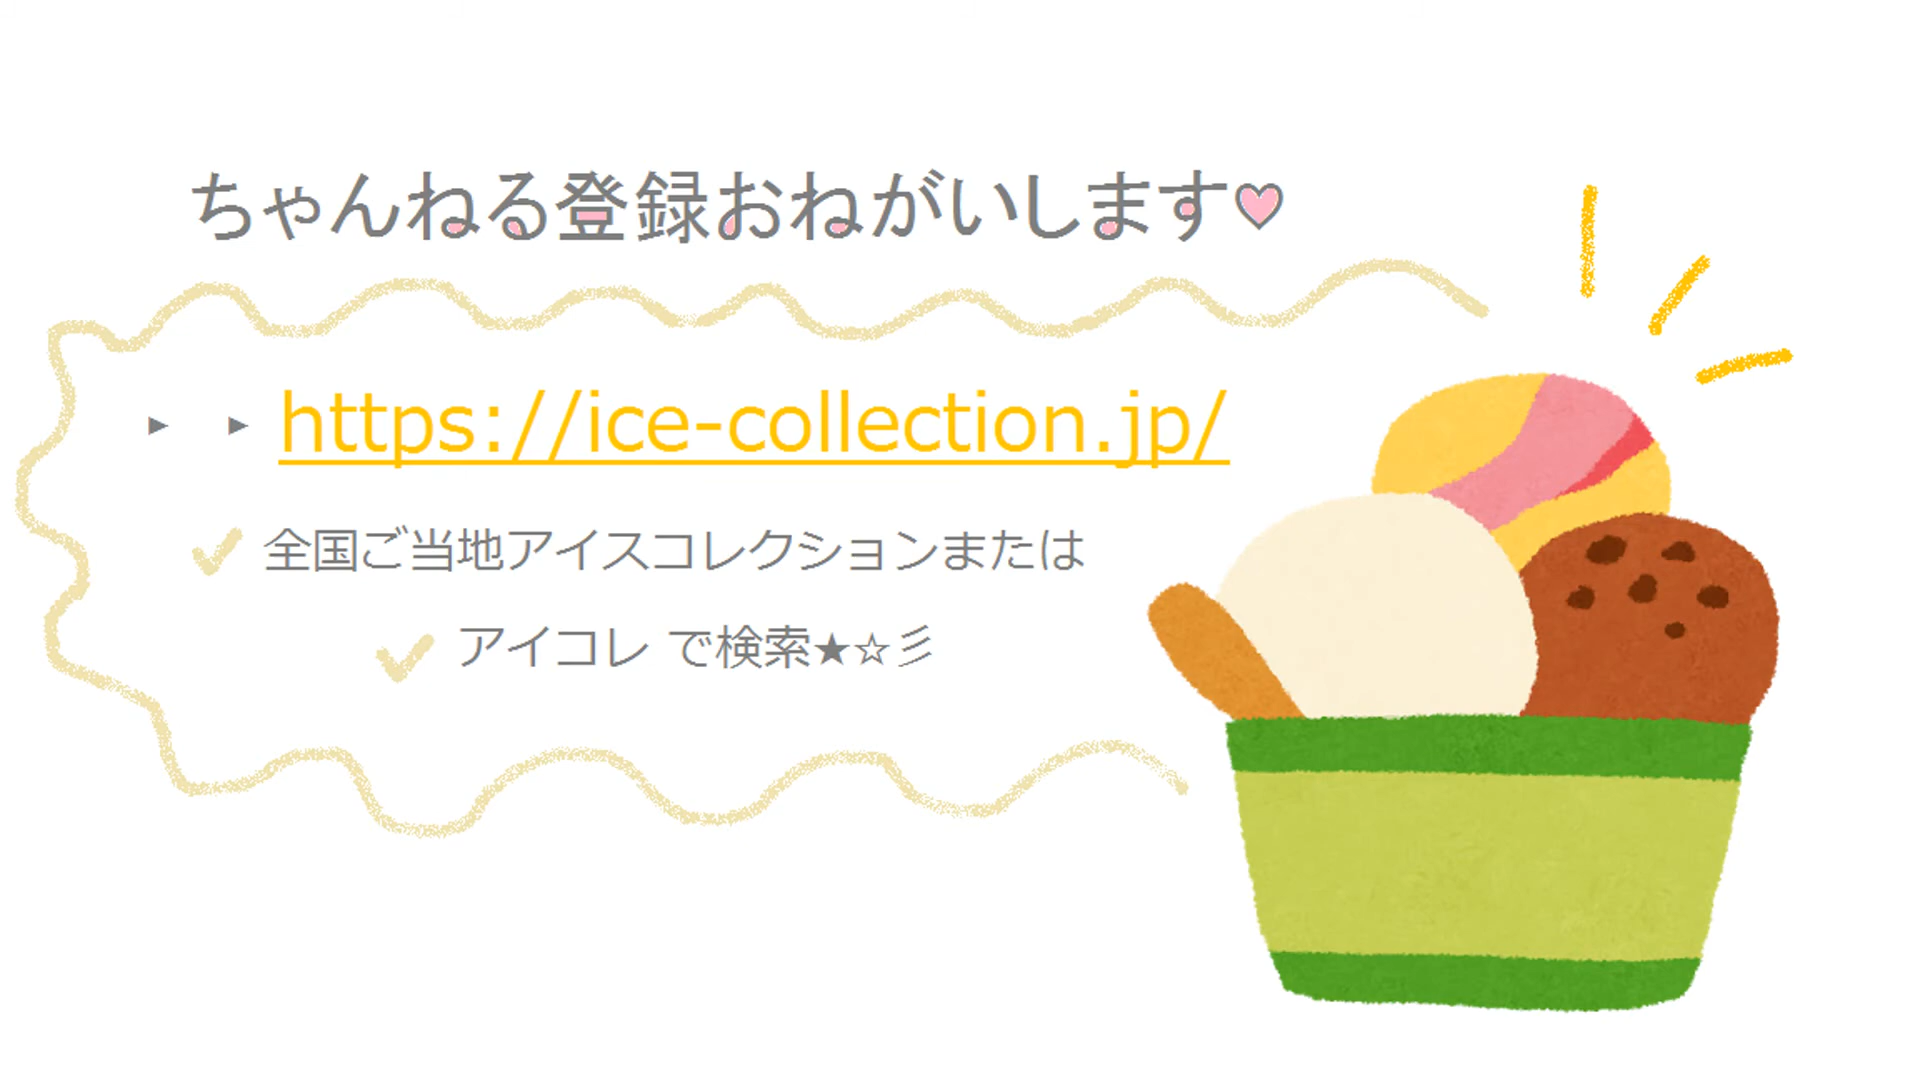 ちゃんねる登録おねがいします♡
▶ ▶ https://ice-collection.jp/
✓ 全国ご当地アイスコレクションまたは
✓ アイコレ で検索★☆彡